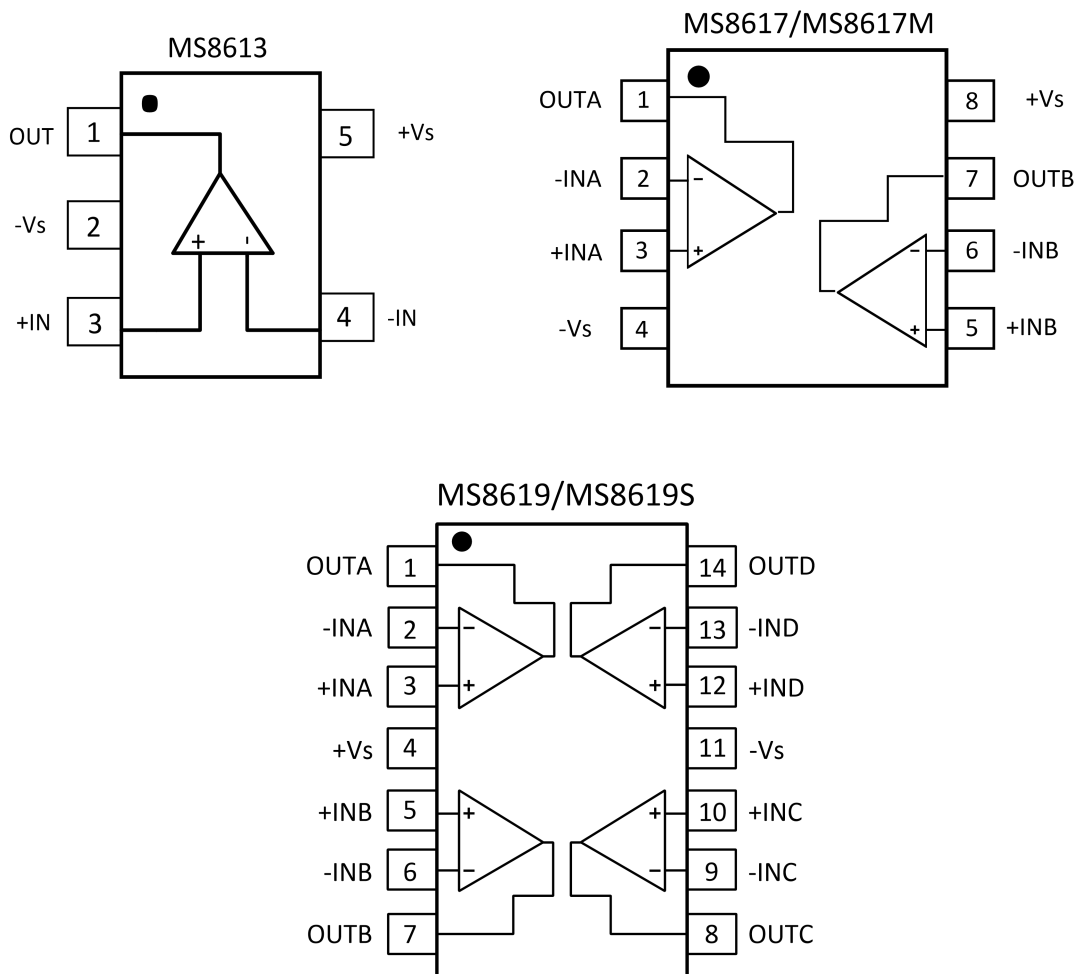 MS8613
OUT 1 5 +Vs
-Vs 2
+ -
+IN 3 4 -IN
MS8617/MS8617M
OUTA 1 8 +Vs
-INA 2 - 7 OUTB
+INA 3 + - 6 -INB
-Vs 4 + 5 +INB
MS8619/MS8619S
OUTA 1 14 OUTD
-INA 2 - - 13 -IND
+INA 3 + + 12 +IND
+Vs 4 11 -Vs
+INB 5 + + 10 +INC
-INB 6 - - 9 -INC
OUTB 7 8 OUTC